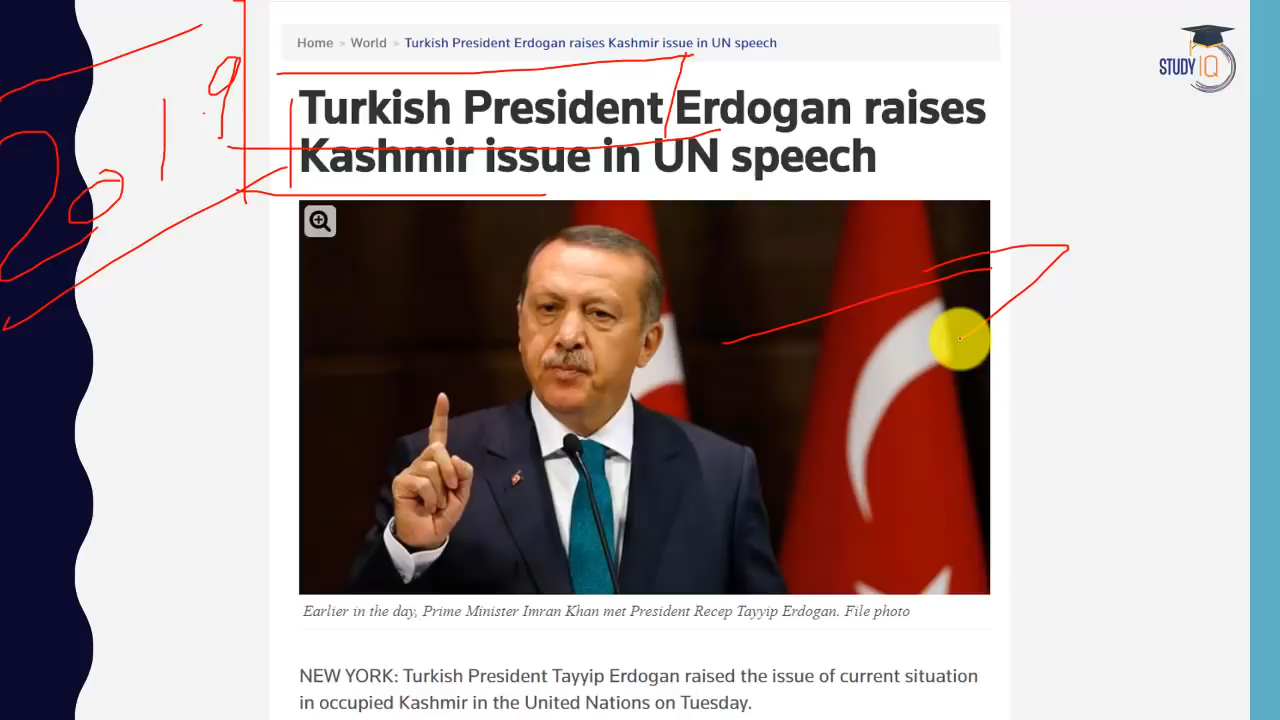 Home » World » Turkish President Erdogan raises Kashmir issue in UN speech
STUDY IQ
2019
Turkish President Erdogan raises
Kashmir issue in UN speech
Earlier in the day, Prime Minister Imran Khan met President Recep Tayyip Erdogan. File photo
NEW YORK: Turkish President Tayyip Erdogan raised the issue of current situation
in occupied Kashmir in the United Nations on Tuesday.